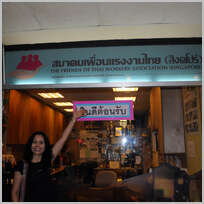 สมาคมเพื่อนแรงงานไทย (สิงคโปร์)
THE FRIENDS OF THAI WORKERS ASSOCIATION SINGAPORE
ยินดีต้อนรับ